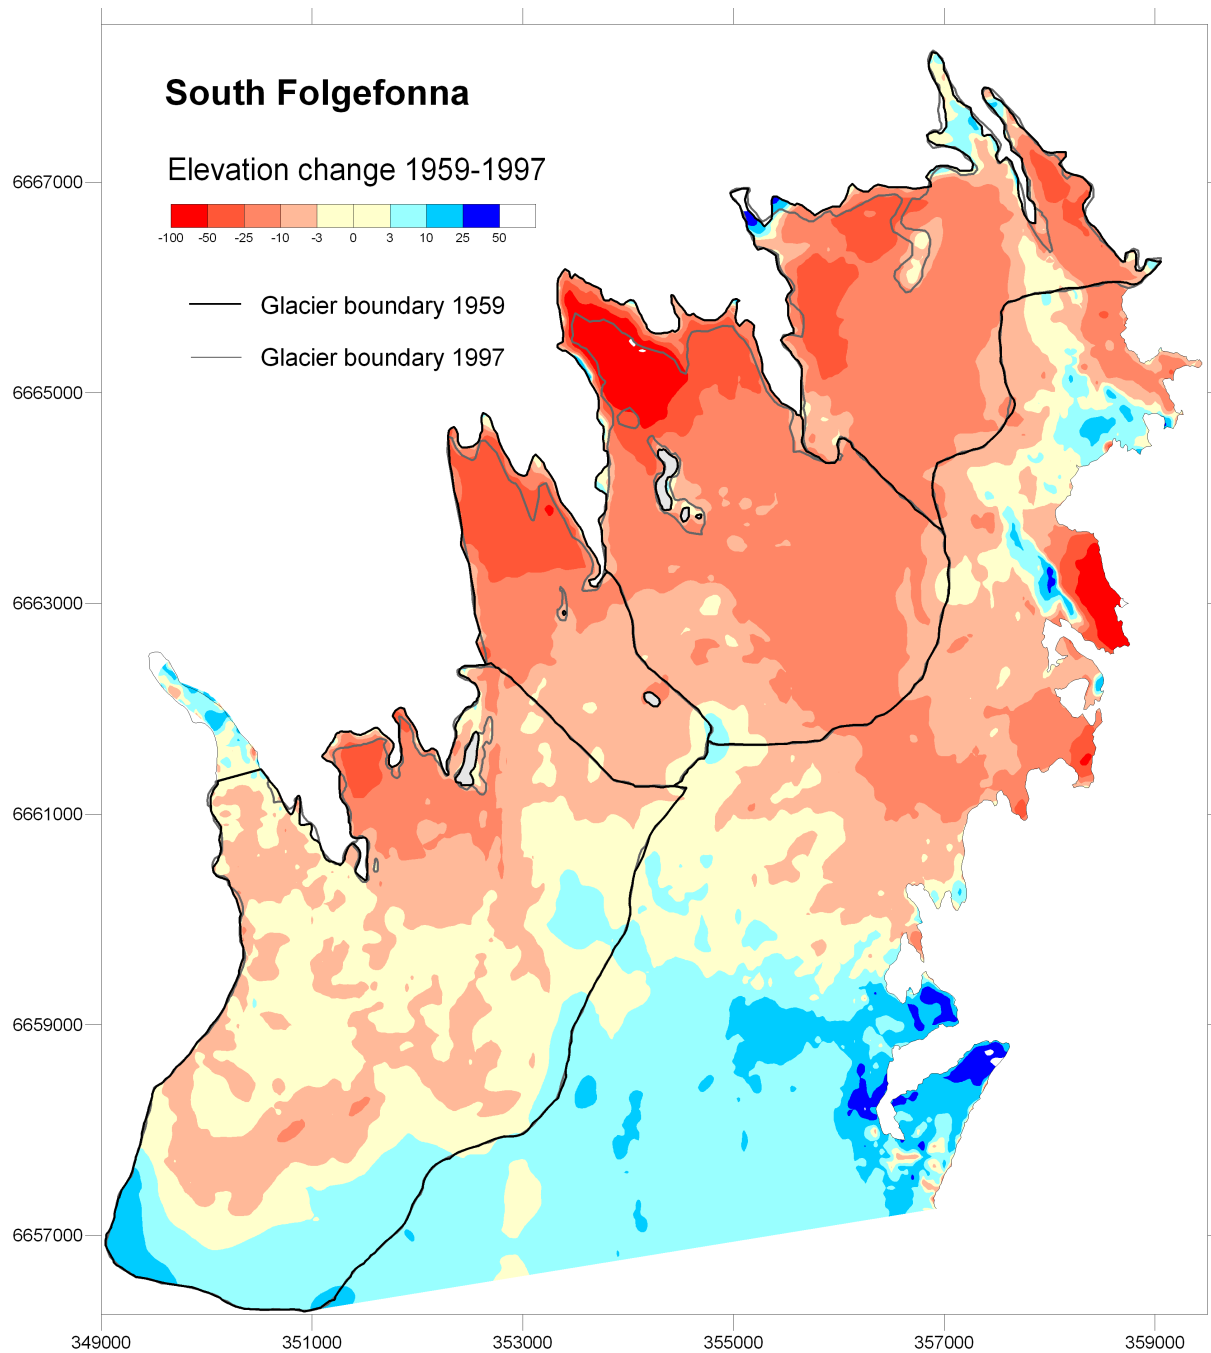 South Folgefonna
Elevation change 1959-1997
-100 -50 -25 -10 -3 0 3 10 25 50
Glacier boundary 1959
Glacier boundary 1997
6667000
6665000
6663000
6661000
6659000
6657000
349000 351000 353000 355000 357000 359000